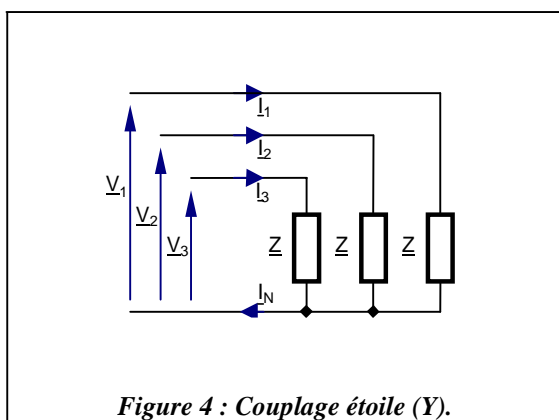 I1
I2
V1
I3
V2
V3
Z Z Z
IN
Figure 4 : Couplage étoile (Y).